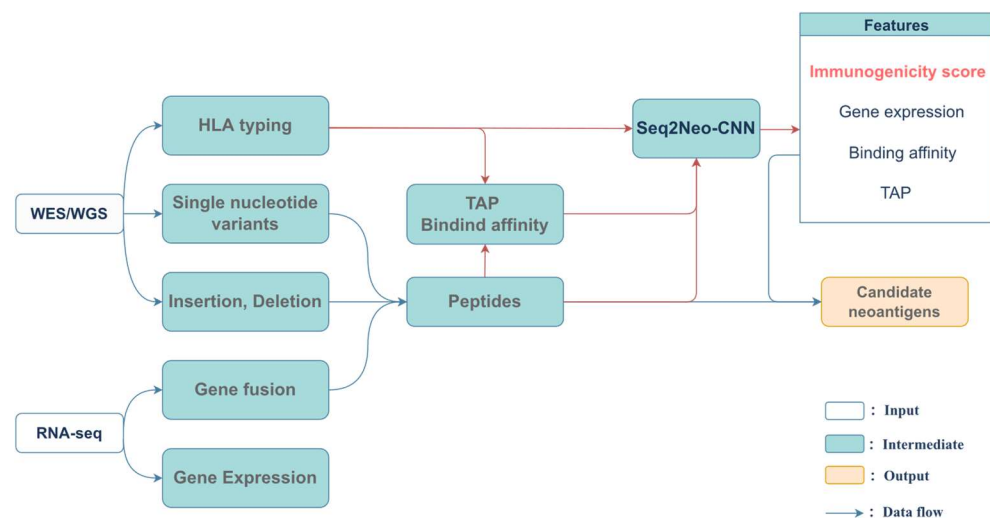 Features
Immunogenicity score
Gene expression
Binding affinity
TAP
HLA typing
Seq2Neo-CNN
WES/WGS
Single nucleotide
variants
TAP
Bindind affinity
Insertion, Deletion
Peptides
Candidate
neoantigens
Gene fusion
RNA-seq
Gene Expression
: Input
: Intermediate
: Output
: Data flow